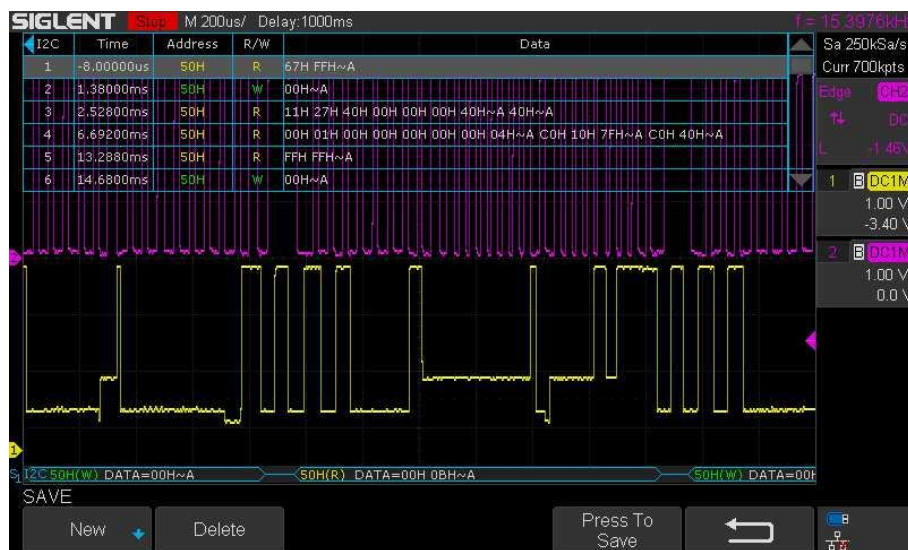 SIGLENT Stop M 200us/ Delay:1000ms f = 15.3976kH
I2C Time Address R/W Data
1 -8.00000us 50H R 67H FFH~A
2 1.38000ms 50H W 00H~A
3 2.52800ms 50H R 11H 27H 40H 00H 00H 00H 40H~A 40H~A
4 6.69200ms 50H R 00H 01H 00H 00H 00H 00H 00H 04H~A C0H 10H 7FH~A C0H 40H~A
5 13.2880ms 50H R FFH FFH~A
6 14.6800ms 50H W 00H~A
Sa 250kSa/s
Curr 700kpts
Edge CH2
DC
L -1.46V
1 B DC1M
1.00 V
-3.40 V
2 B DC1M
1.00 V
0.0 V
2
1
S1 I2C 50H(W) DATA=00H~A 50H(R) DATA=00H 0BH~A 50H(W) DATA=00H
SAVE
New Delete Press To Save